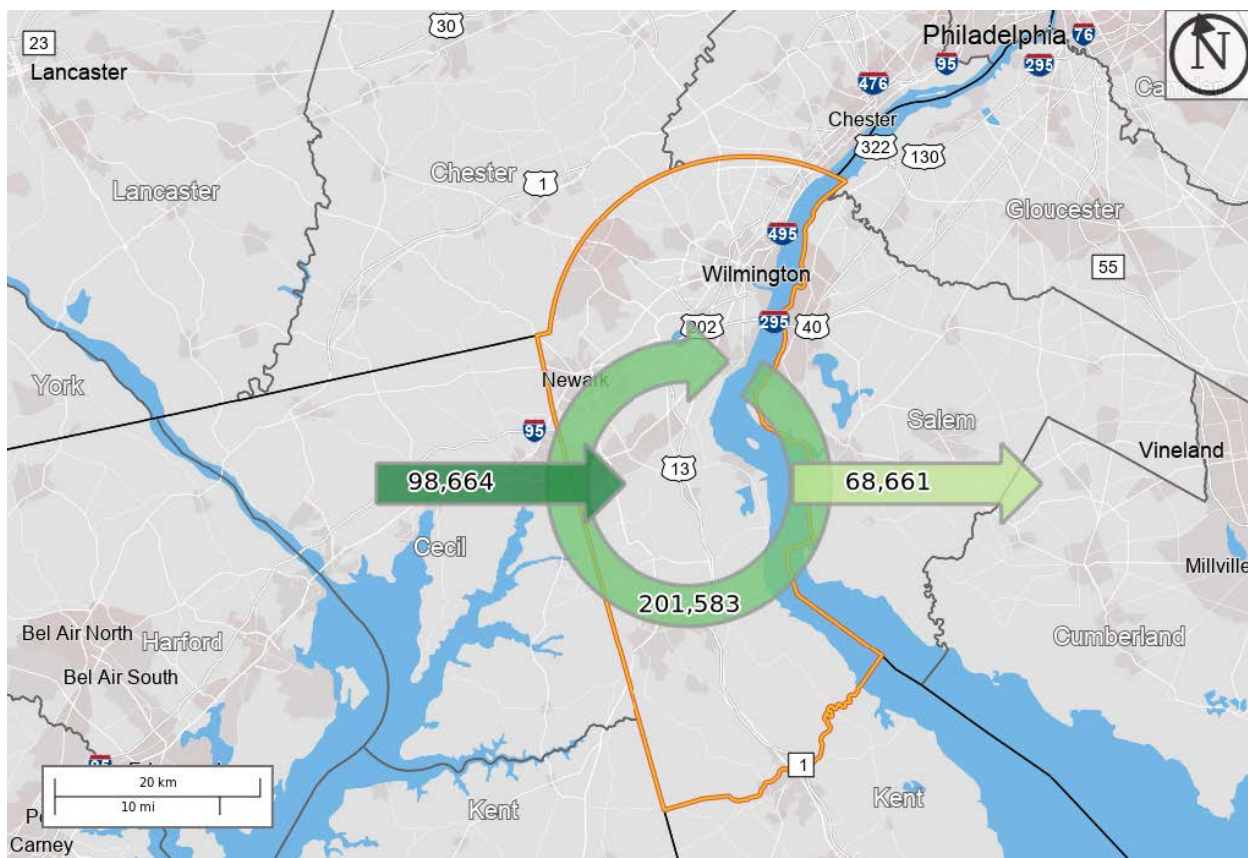 30
Philadelphia
76
23
N
95
295
Lancaster
476
Camden
Chester
322
130
Chester
1
Lancaster
Gloucester
495
55
Wilmington
202
295
40
York
Newark
Salem
95
Vineland
13
98,664
68,661
Cecil
Millville
201,583
Bel Air North
Harford
Cumberland
Bel Air South
1
20 km
10 mi
Kent
Kent
Carney